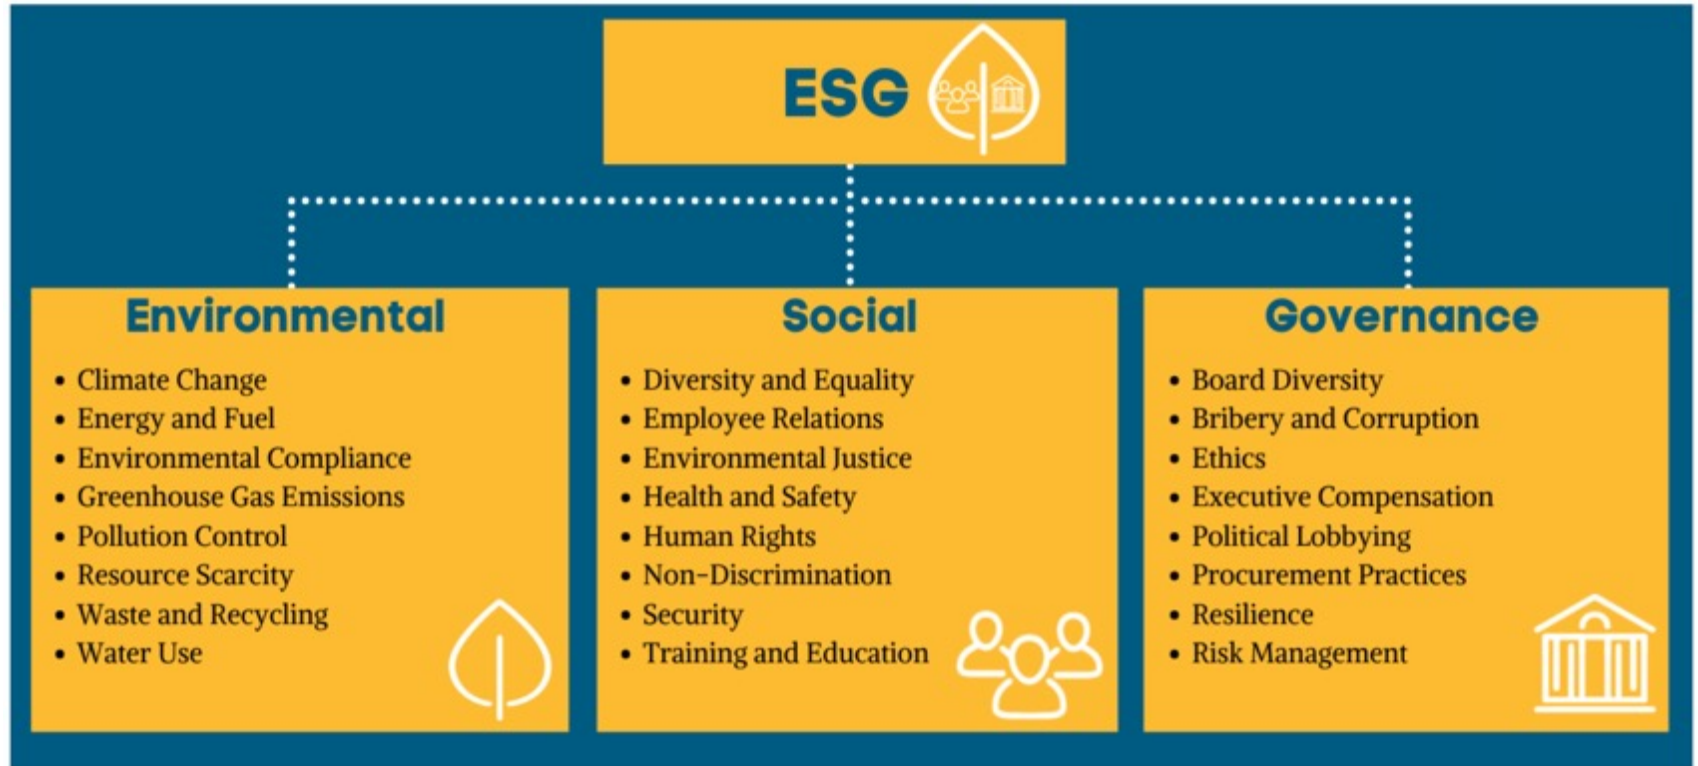 ESG
Environmental
• Climate Change
• Energy and Fuel
• Environmental Compliance
• Greenhouse Gas Emissions
• Pollution Control
• Resource Scarcity
• Waste and Recycling
• Water Use
Social
• Diversity and Equality
• Employee Relations
• Environmental Justice
• Health and Safety
• Human Rights
• Non-Discrimination
• Security
• Training and Education
Governance
• Board Diversity
• Bribery and Corruption
• Ethics
• Executive Compensation
• Political Lobbying
• Procurement Practices
• Resilience
• Risk Management